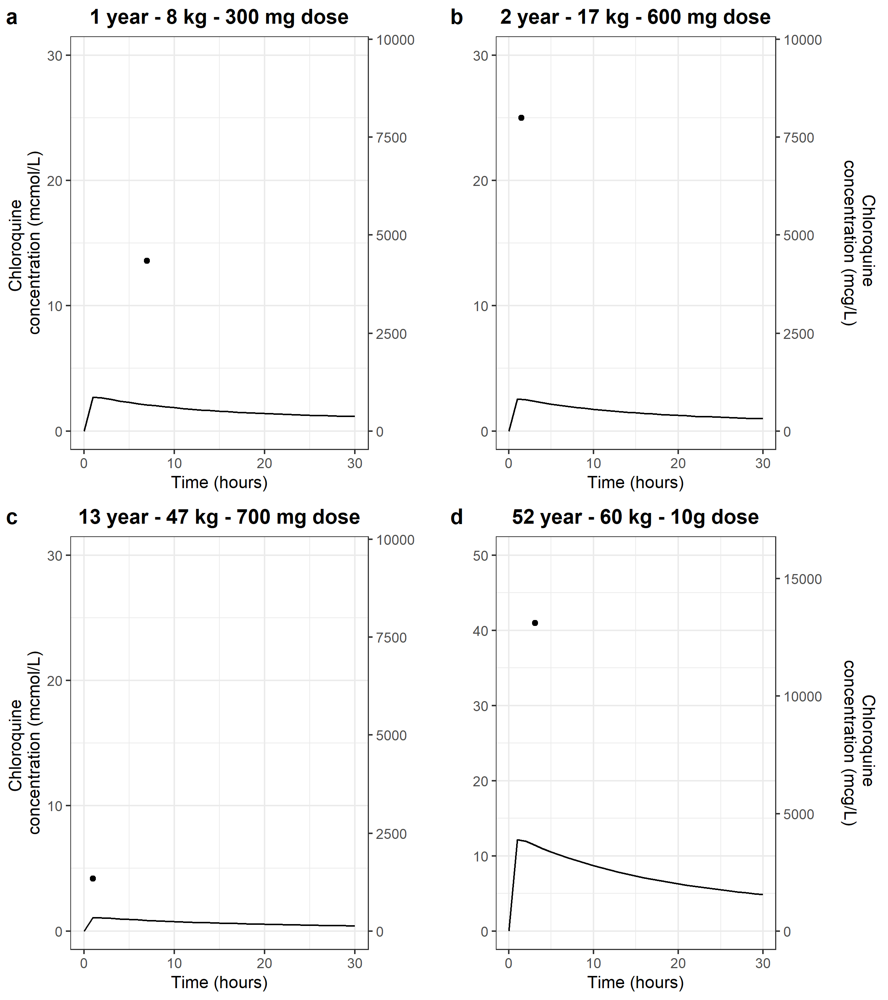 a
1 year - 8 kg - 300 mg dose
30
20
10
0
10000
7500
5000
2500
0
0
10
20
30
Time (hours)
Chloroquine
concentration (mcmol/L)
b
2 year - 17 kg - 600 mg dose
30
20
10
0
10000
7500
5000
2500
0
0
10
20
30
Time (hours)
Chloroquine
concentration (mcg/L)
c
13 year - 47 kg - 700 mg dose
30
20
10
0
10000
7500
5000
2500
0
0
10
20
30
Time (hours)
Chloroquine
concentration (mcmol/L)
d
52 year - 60 kg - 10g dose
50
40
30
20
10
0
15000
10000
5000
0
0
10
20
30
Time (hours)
Chloroquine
concentration (mcg/L)